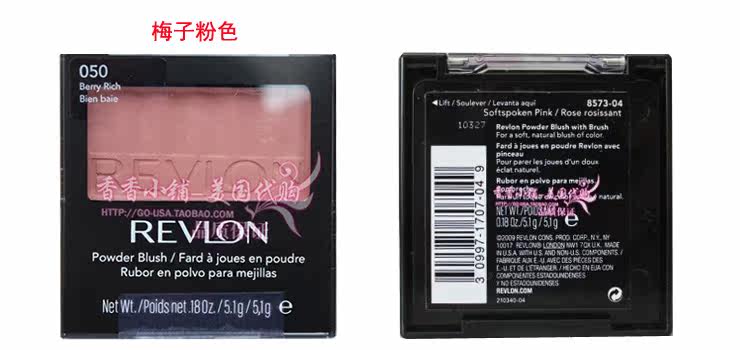 梅子粉色
050
Berry Rich
Bien baie
REVLON
香香小铺_美国代购
HTTP://GO-USA.TAOBAO.COM
REVLON
Powder Blush / Fard à joues en poudre
Rubor en polvo para mejillas
Net Wt./Poids net .18 Oz. / 5.1g / 5,1g e
Lift / Soulever / Levanta aquí
8573-04
Softspoken Pink / Rose rosissant
10327
Revlon Powder Blush with Brush
For a soft, natural blush of color.
Fard à joues en poudre Revlon avec
pinceau
Pour parer les joues d'un doux
éclat naturel.
Rubor en polvo para mejillas
natural.
NET WT./POIDS NET
0.18 Oz./5.1g/5,1g e
©2009 REVLON CONS. PROD. CORP., N.Y., NY
10017 REVLON® LONDON NW1 7QX U.K. MADE
IN U.S.A. WITH U.S. AND NON-U.S. COMPONENTS. /
FABRIQUÉ AUX É.-U. AVEC DES PIÈCES DES
É.-U. ET DE L'ÉTRANGER. / HECHO EN EUA CON
COMPONENTES ESTADOUNIDENSES
Y NO ESTADOUNIDENSES.
REVLON.COM
210340-04
3 0997-1707-04 9